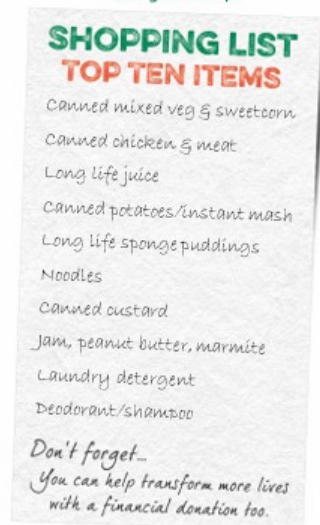 SHOPPING LIST
TOP TEN ITEMS
Canned mixed veg & sweetcorn
Canned chicken & meat
Long life juice
Canned potatoes/instant mash
Long life sponge puddings
Noodles
Canned custard
Jam, peanut butter, marmite
Laundry detergent
Deodorant/shampoo
Don't forget...
You can help transform more lives
with a financial donation too.